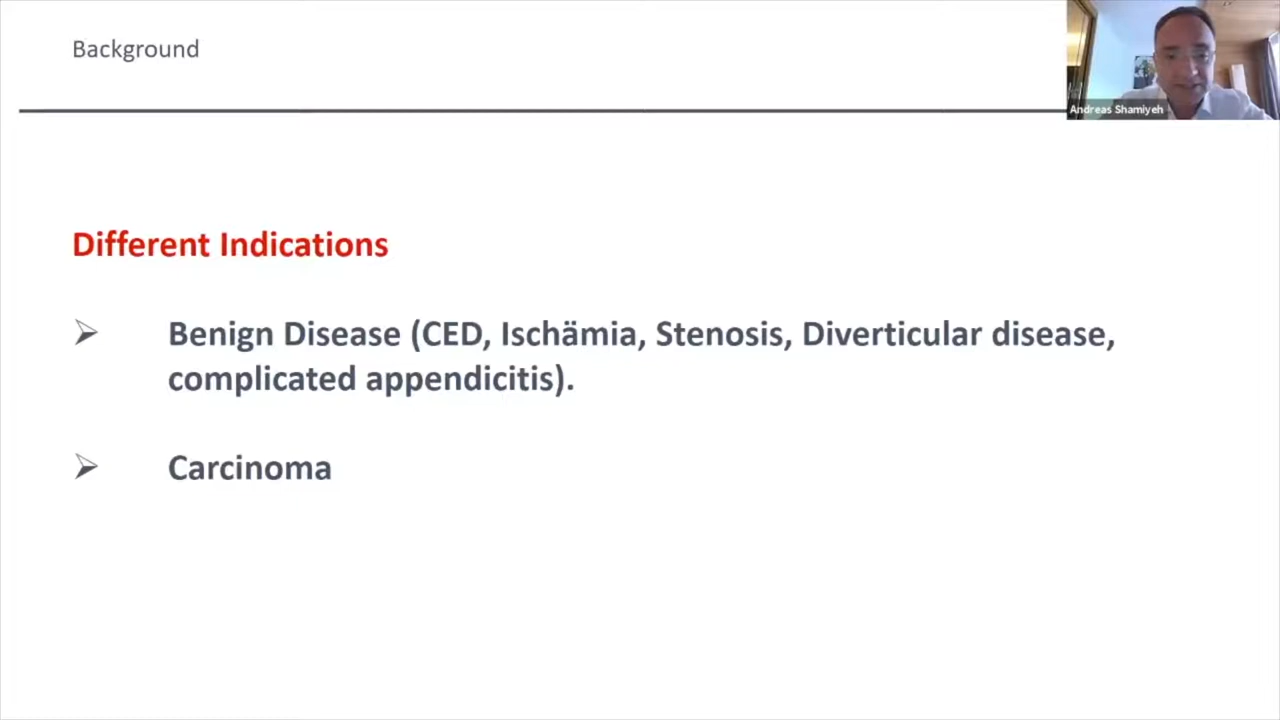 Background
Andreas Shamiyeh
Different Indications
Benign Disease (CED, Ischämia, Stenosis, Diverticular disease,
complicated appendicitis).
Carcinoma